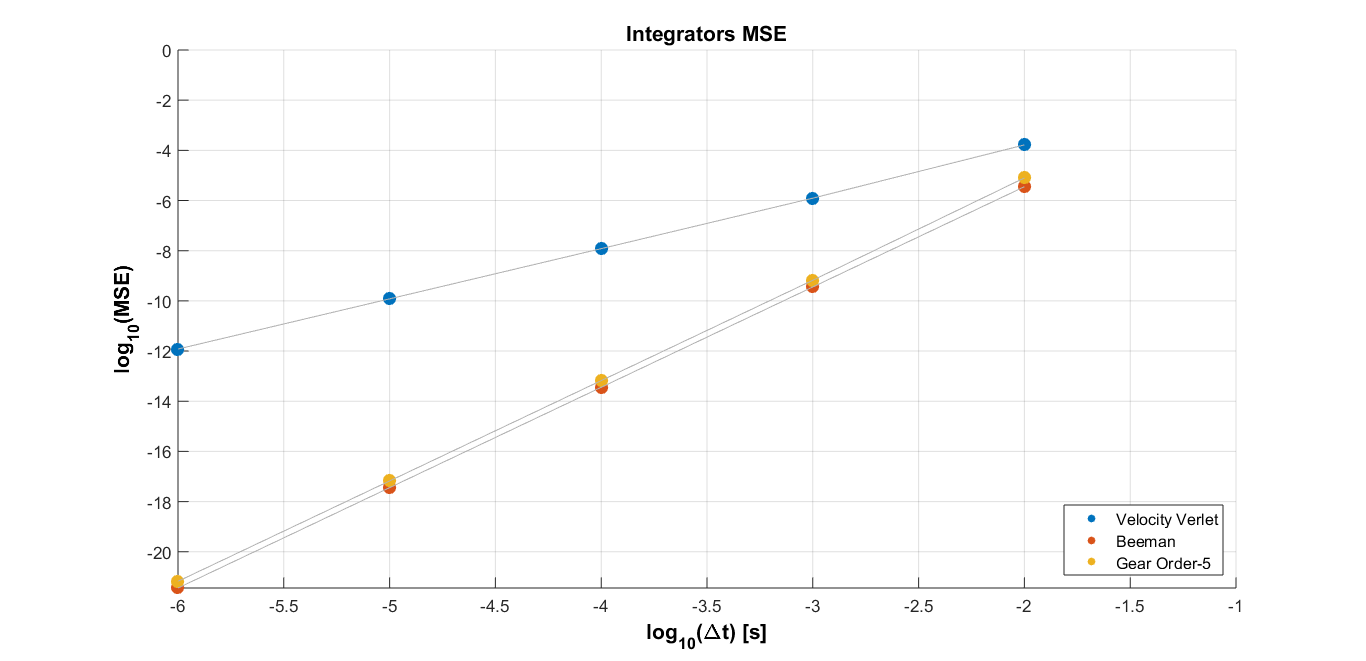 Integrators MSE
0
-2
-4
-6
-8
-10
-12
-14
-16
-18
-20
log10(MSE)
-6 -5.5 -5 -4.5 -4 -3.5 -3 -2.5 -2 -1.5 -1
log10(Δt) [s]
Velocity Verlet
Beeman
Gear Order-5